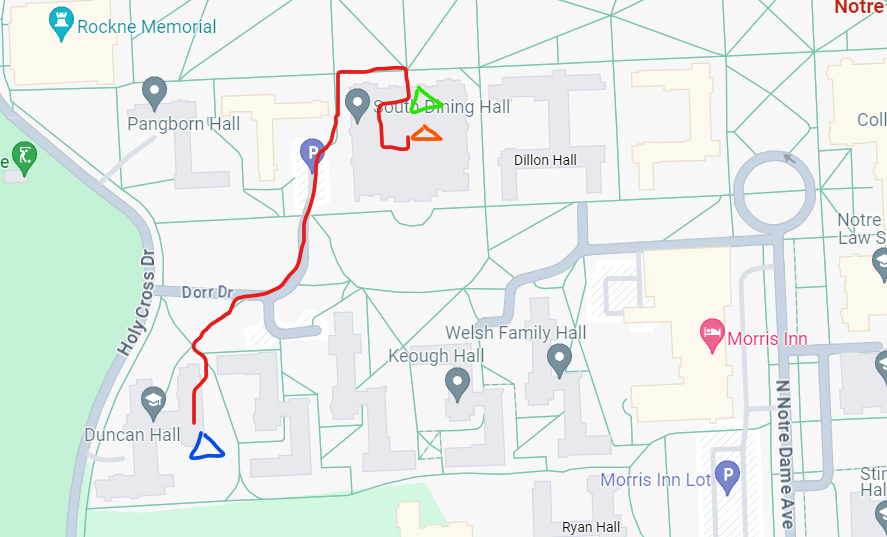 Notre
Rockne Memorial
South Dining Hall
Pangborn Hall
Coll
P
e
Dillon Hall
Notre
Law S
Dorr Dr
Holy Cross Dr
Welsh Family Hall
Morris Inn
Keough Hall
Duncan Hall
N Notre Dame Ave
Morris Inn Lot
P
Stin
Hal
Ryan Hall